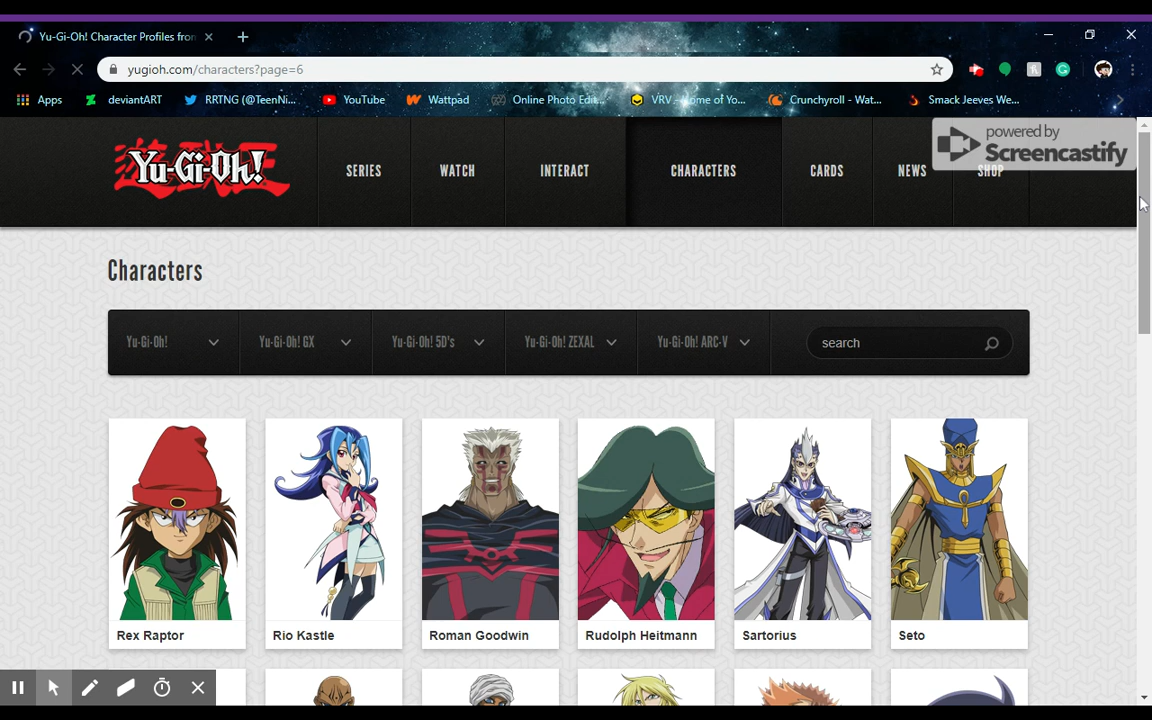 Yu-Gi-Oh! Character Profiles from
yugioh.com/characters?page=6
Apps deviantART RRTNG (@TeenNi... YouTube Wattpad Online Photo Edit... VRV - Home of Yo... Crunchyroll - Wat... Smack Jeeves We...
powered by
Screencastify
Yu-Gi-Oh!
SERIES WATCH INTERACT CHARACTERS CARDS NEWS SHOP
Characters
Yu-Gi-Oh! Yu-Gi-Oh! GX Yu-Gi-Oh! 5D's Yu-Gi-Oh! ZEXAL Yu-Gi-Oh! ARC-V search
Rex Raptor Rio Kastle Roman Goodwin Rudolph Heitmann Sartorius Seto